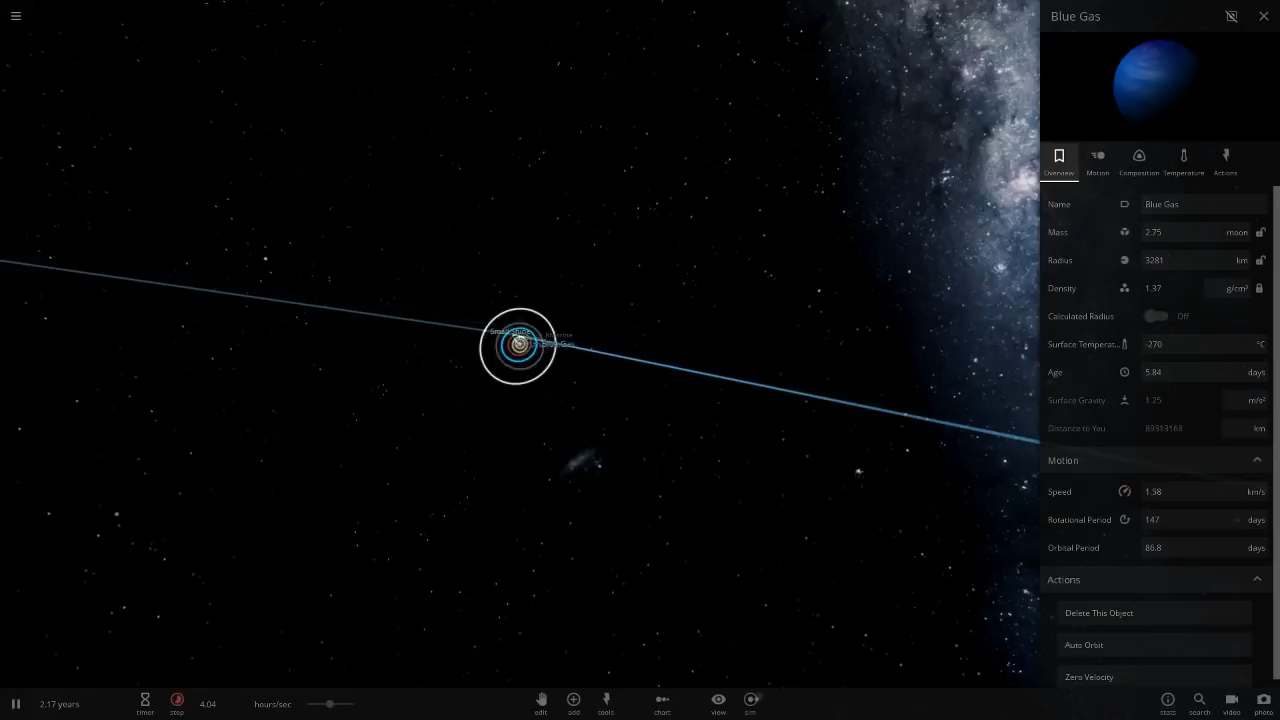 Blue Gas
Overview
Motion
Composition
Temperature
Actions
Name Blue Gas
Mass 2.75 moon
Radius 3281 km
Density 1.37 g/cm³
Calculated Radius Off
Surface Temperat... -270 °C
Age 5.84 days
Surface Gravity 1.25 m/s²
Distance to You 89313168 km
Motion
Speed 1.58 km/s
Rotational Period 147 days
Orbital Period 86.8 days
Actions
Delete This Object
Auto Orbit
Zero Velocity
2.17 years
timer
step
4.04 hours/sec
edit
add
tools
chart
view
sim
stats
search
video
photo